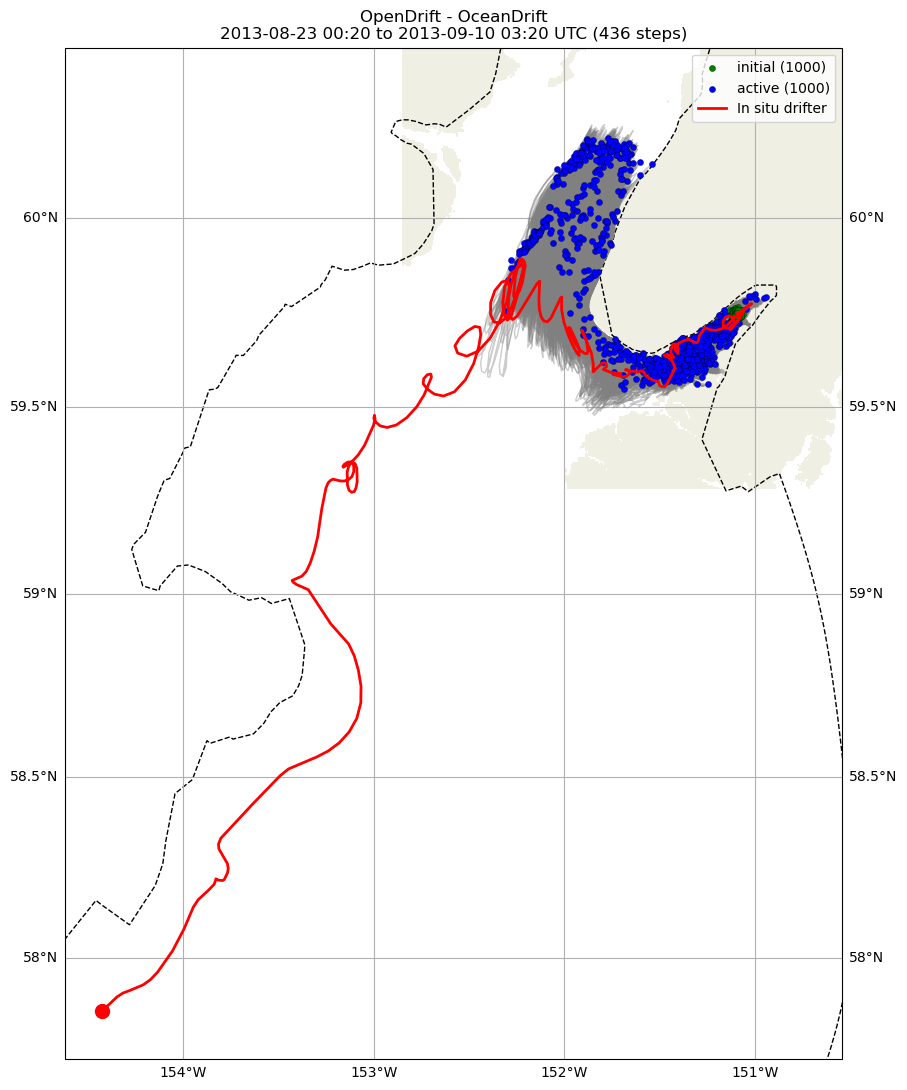 OpenDrift - OceanDrift
2013-08-23 00:20 to 2013-09-10 03:20 UTC (436 steps)
initial (1000)
active (1000)
In situ drifter
60°N
60°N
59.5°N
59.5°N
59°N
59°N
58.5°N
58.5°N
58°N
58°N
154°W
153°W
152°W
151°W